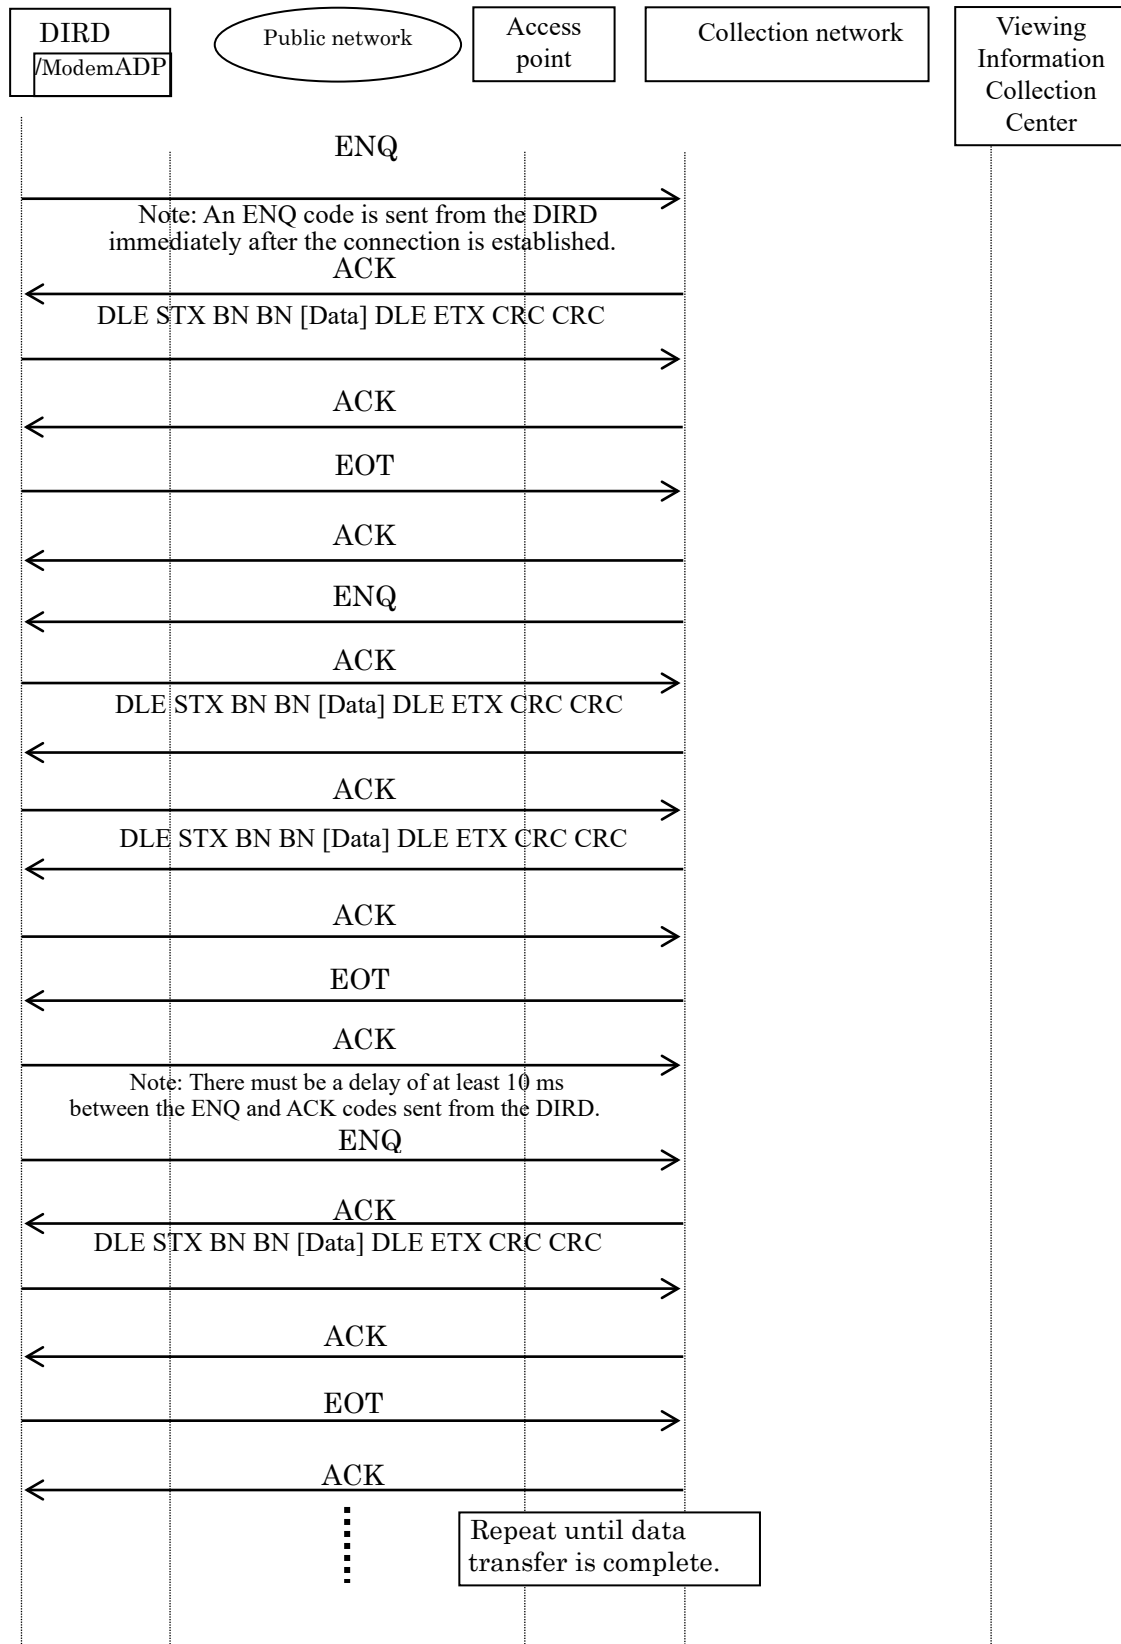 DIRD
/ModemADP
Public network
Access
point
Collection network
Viewing
Information
Collection
Center
ENQ
Note: An ENQ code is sent from the DIRD
immediately after the connection is established.
ACK
DLE STX BN BN [Data] DLE ETX CRC CRC
ACK
EOT
ACK
ENQ
ACK
DLE STX BN BN [Data] DLE ETX CRC CRC
ACK
DLE STX BN BN [Data] DLE ETX CRC CRC
ACK
EOT
ACK
Note: There must be a delay of at least 10 ms
between the ENQ and ACK codes sent from the DIRD.
ENQ
ACK
DLE STX BN BN [Data] DLE ETX CRC CRC
ACK
EOT
ACK
Repeat until data
transfer is complete.